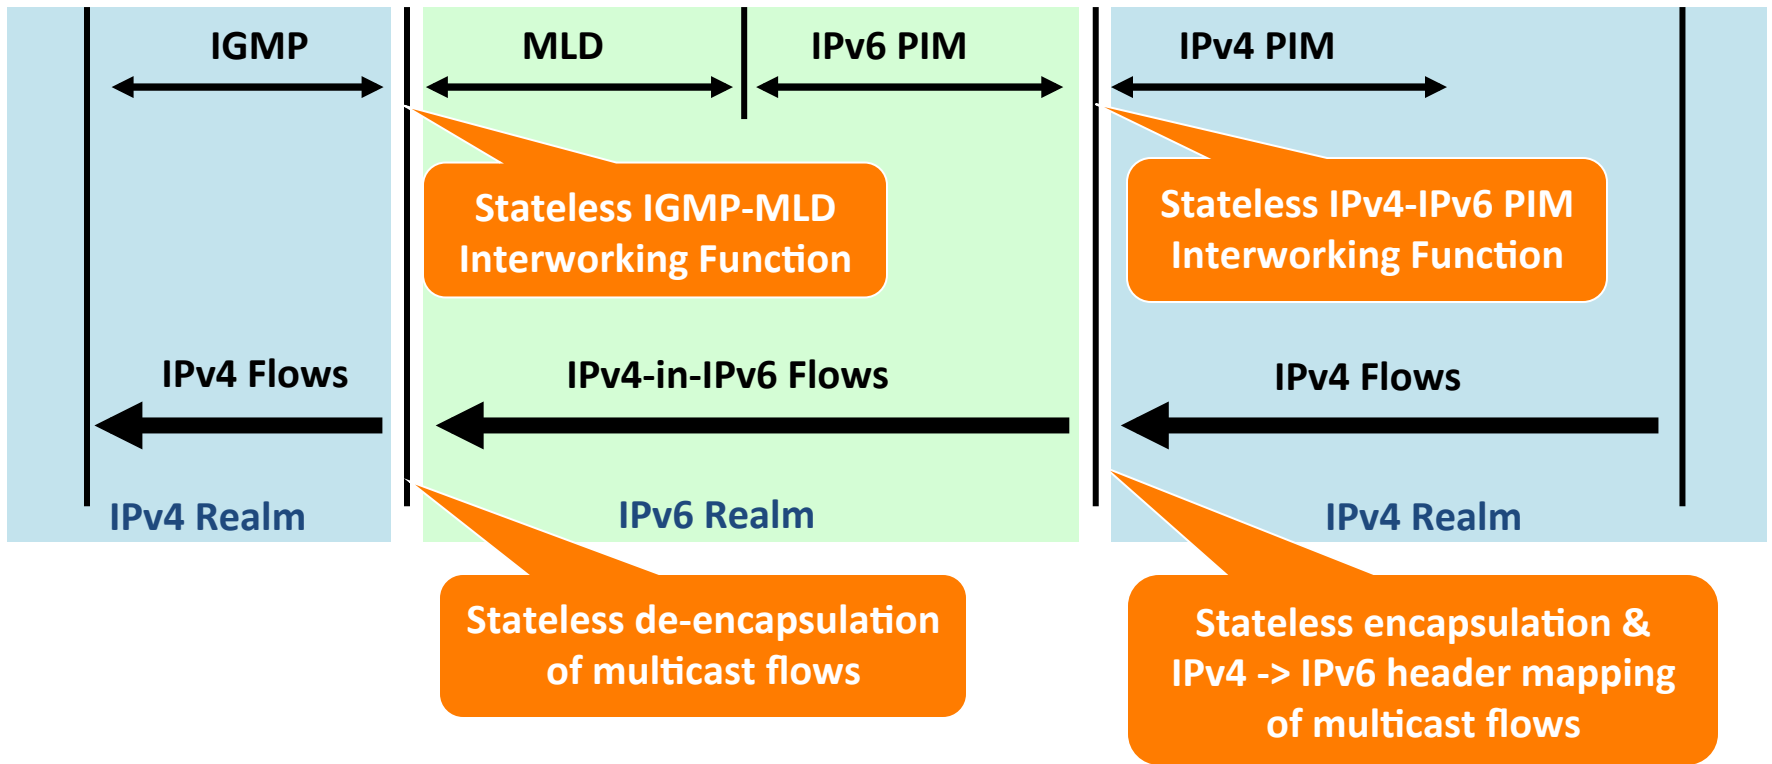 IGMP
MLD
IPv6 PIM
IPv4 PIM
Stateless IGMP-MLD
Interworking Function
Stateless IPv4-IPv6 PIM
Interworking Function
IPv4 Flows
IPv4-in-IPv6 Flows
IPv4 Flows
IPv4 Realm
IPv6 Realm
IPv4 Realm
Stateless de-encapsulation
of multicast flows
Stateless encapsulation &
IPv4 -> IPv6 header mapping
of multicast flows